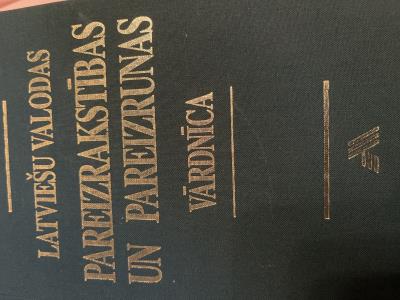 LATVIEŠU VALODAS
PAREIZRAKSTĪBAS
UN PAREIZRUNAS
VĀRDNĪCA